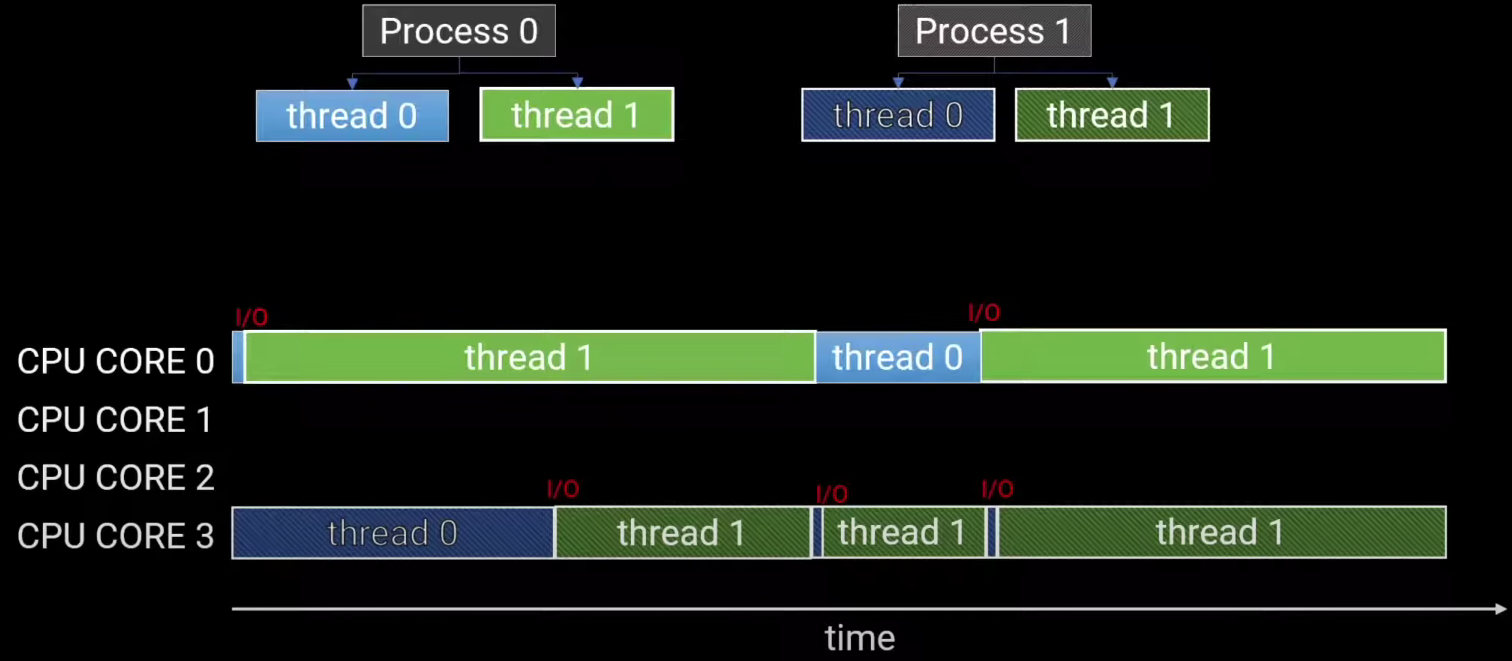 Process 0
Process 1
thread 0
thread 1
thread 0
thread 1
I/O
I/O
CPU CORE 0
thread 1
thread 0
thread 1
CPU CORE 1
CPU CORE 2
I/O
I/O
I/O
CPU CORE 3
thread 0
thread 1
thread 1
thread 1
time